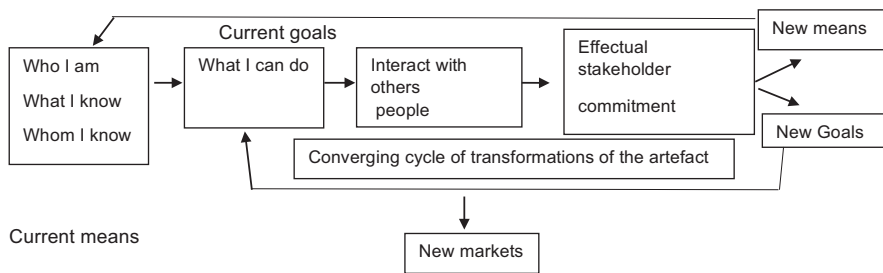 Current goals
New means
Who I am
What I know
Whom I know
What I can do
Interact with
others
people
Effectual
stakeholder
commitment
New Goals
Converging cycle of transformations of the artefact
Current means
New markets